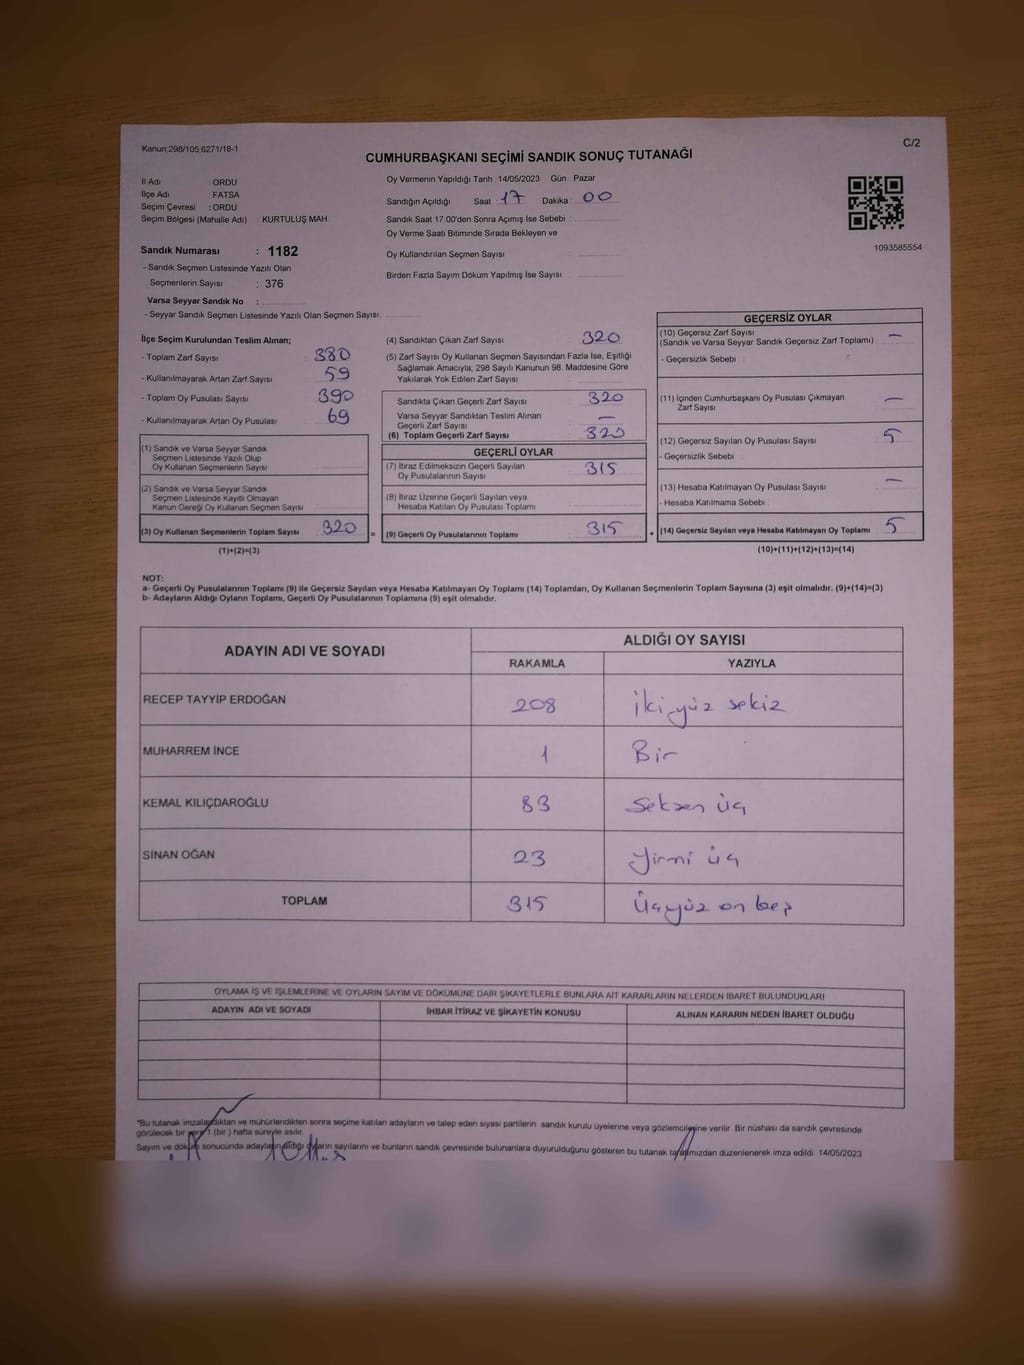 Kanun:298/105;6271/18-1
C/2
CUMHURBAŞKANI SEÇİMİ SANDIK SONUÇ TUTANAĞI
İl Adı : ORDU
İlçe Adı : FATSA
Seçim Çevresi : ORDU
Seçim Bölgesi (Mahalle Adı) : KURTULUŞ MAH
Sandık Numarası : 1182
- Sandık Seçmen Listesinde Yazılı Olan
Seçmenlerin Sayısı : 376
Varsa Seyyar Sandık No :
- Seyyar Sandık Seçmen Listesinde Yazılı Olan Seçmen Sayısı:
Oy Vermenin Yapıldığı Tarih :14/05/2023 Gün : Pazar
Sandığın Açıldığı Saat 17 Dakika 00
Sandık Saat 17:00'den Sonra Açımış İse Sebebi :
Oy Verme Saati Bitiminde Sırada Bekleyen ve
Oy Kullandırılan Seçmen Sayısı :
Birden Fazla Sayım Döküm Yapılmış İse Sayısı :
1093585554
İlçe Seçim Kurulundan Teslim Alınan;
- Toplam Zarf Sayısı : 380
- Kullanılmayarak Artan Zarf Sayısı : 59
- Toplam Oy Pusulası Sayısı : 390
- Kullanılmayarak Artan Oy Pusulası : 69
(1) Sandık ve Varsa Seyyar Sandık
Seçmen Listesinde Yazılı Olup
Oy Kullanan Seçmenlerin Sayısı :
(2) Sandık ve Varsa Seyyar Sandık
Seçmen Listesinde Kayıtlı Olmayan
Kanun Gereği Oy Kullanan Seçmen Sayısı :
(3) Oy Kullanan Seçmenlerin Toplam Sayısı : 320
(1)+(2)=(3)
(4) Sandıktan Çıkan Zarf Sayısı : 320
(5) Zarf Sayısı Oy Kullanan Seçmen Sayısından Fazla İse, Eşitliği
Sağlamak Amacıyla; 298 Sayılı Kanunun 98. Maddesine Göre
Yakılarak Yok Edilen Zarf Sayısı :
Sandıkta Çıkan Geçerli Zarf Sayısı : 320
Varsa Seyyar Sandıktan Teslim Alınan
Geçerli Zarf Sayısı : —
(6) Toplam Geçerli Zarf Sayısı : 320
GEÇERLİ OYLAR
(7) İtiraz Edilmeksizin Geçerli Sayılan
Oy Pusulalarının Sayısı : 315
(8) İtiraz Üzerine Geçerli Sayılan veya
Hesaba Katılan Oy Pusulası Toplamı :
= (9) Geçerli Oy Pusulalarının Toplamı : 315
GEÇERSİZ OYLAR
(10) Geçersiz Zarf Sayısı
(Sandık ve Varsa Seyyar Sandık Geçersiz Zarf Toplamı) : —
- Geçersizlik Sebebi :
(11) İçinden Cumhurbaşkanı Oy Pusulası Çıkmayan
Zarf Sayısı : —
(12) Geçersiz Sayılan Oy Pusulası Sayısı : 5
- Geçersizlik Sebebi :
(13) Hesaba Katılmayan Oy Pusulası Sayısı : —
- Hesaba Katılmama Sebebi :
+ (14) Geçersiz Sayılan veya Hesaba Katılmayan Oy Toplamı : 5
(10)+(11)+(12)+(13)=(14)
NOT:
a- Geçerli Oy Pusulalarının Toplamı (9) ile Geçersiz Sayılan veya Hesaba Katılmayan Oy Toplamı (14) Toplamları, Oy Kullanan Seçmenlerin Toplam Sayısına (3) eşit olmalıdır. (9)+(14)=(3)
b- Adayların Aldığı Oyların Toplamı, Geçerli Oy Pusulalarının Toplamına (9) eşit olmalıdır.
ADAYIN ADI VE SOYADI
ALDIĞI OY SAYISI
RAKAMLA YAZIYLA
RECEP TAYYİP ERDOĞAN 208 iki yüz sekiz
MUHARREM İNCE 1 Bir
KEMAL KILIÇDAROĞLU 83 Seksen üç
SİNAN OĞAN 23 Yirmi üç
TOPLAM 315 Üçyüz on beş
OYLAMA İŞ VE İŞLEMLERİNE VE OYLARIN SAYIM VE DÖKÜMÜNE DAİR ŞİKAYETLERLE BUNLARA AİT KARARLARIN NELERDEN İBARET BULUNDUKLARI
ADAYIN ADI VE SOYADI İHBAR İTİRAZ VE ŞİKAYETİN KONUSU ALINAN KARARIN NEDEN İBARET OLDUĞU
*Bu tutanak imzalandıktan ve mühürlendikten sonra seçime katılan adayların ve talep eden siyasi partilerin sandık kurulu üyelerine veya gözlemcilerine verilir. Bir nüshası da sandık çevresinde
görülecek bir yere 1 (bir) hafta süreyle asılır.
Sayım ve döküm sonucunda adayların aldığı oyların sayılarını ve bunların sandık çevresinde bulunanlara duyurulduğunu gösteren bu tutanak tarafımızdan düzenlenerek imza edildi. 14/05/2023